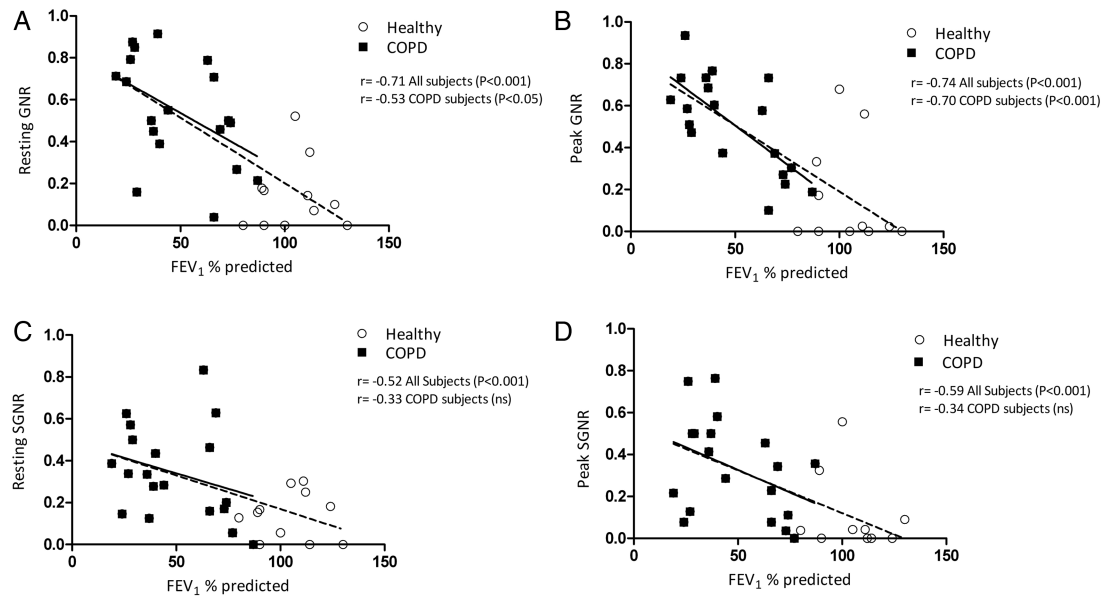 A
Healthy
COPD
r= -0.71 All subjects (P<0.001)
r= -0.53 COPD subjects (P<0.05)
Resting GNR
1.0
0.8
0.6
0.4
0.2
0.0
0
50
100
150
FEV1 % predicted
B
Healthy
COPD
r= -0.74 All subjects (P<0.001)
r= -0.70 COPD subjects (P<0.001)
Peak GNR
1.0
0.8
0.6
0.4
0.2
0.0
0
50
100
150
FEV1 % predicted
C
Healthy
COPD
r= -0.52 All Subjects (P<0.001)
r= -0.33 COPD subjects (ns)
Resting SGNR
1.0
0.8
0.6
0.4
0.2
0.0
0
50
100
150
FEV1 % predicted
D
Healthy
COPD
r= -0.59 All Subjects (P<0.001)
r= -0.34 COPD subjects (ns)
Peak SGNR
1.0
0.8
0.6
0.4
0.2
0.0
0
50
100
150
FEV1 % predicted